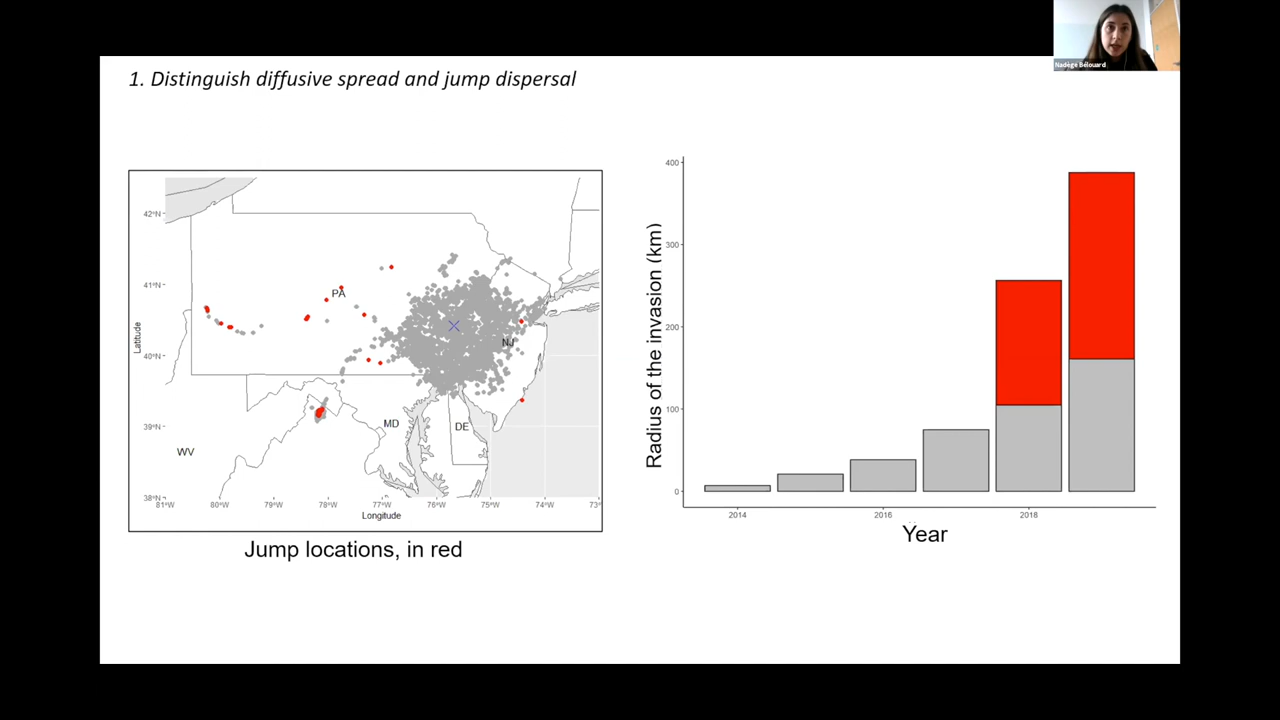 Nadège Bélouard
1. Distinguish diffusive spread and jump dispersal
42°N
41°N
40°N
39°N
38°N
Latitude
PA
NJ
MD
DE
WV
81°W 80°W 79°W 78°W 77°W 76°W 75°W 74°W 73°
Longitude
Jump locations, in red
400
300
200
100
0
Radius of the invasion (km)
2014 2016 2018
Year